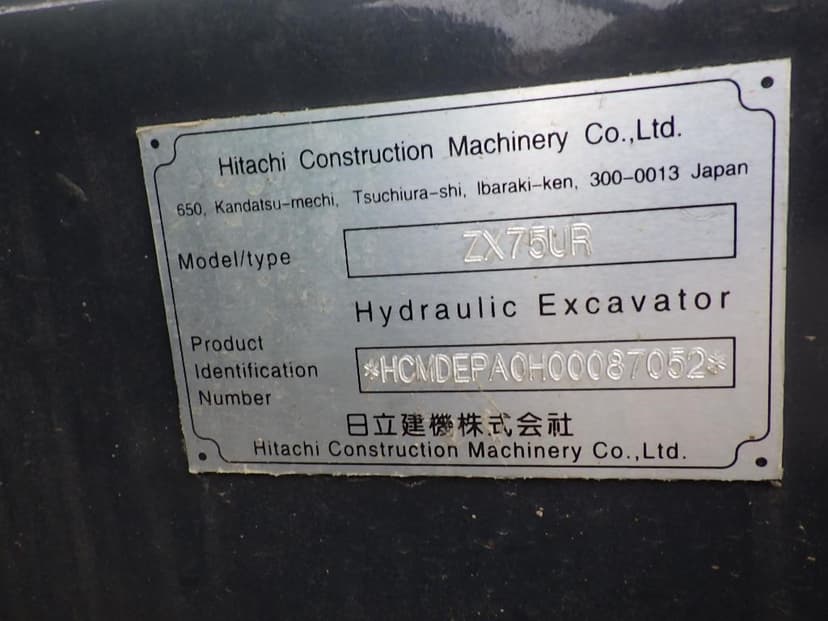 Hitachi Construction Machinery Co.,Ltd.
650, Kandatsu-mechi, Tsuchiura-shi, Ibaraki-ken, 300-0013 Japan
Model/type ZX75UR
Hydraulic Excavator
Product
Identification *HCMDEPA0H00087052*
Number
日立建機株式会社
Hitachi Construction Machinery Co.,Ltd.